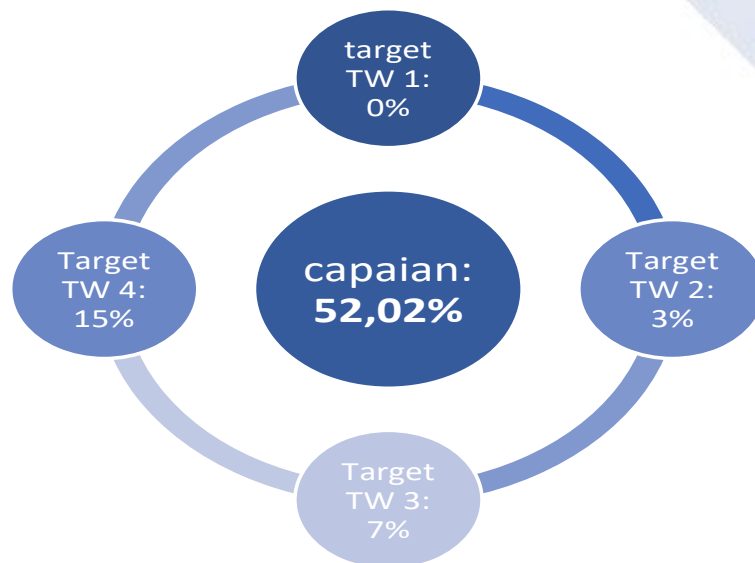 target
TW 1:
0%
capaian:
52,02%
Target
TW 4:
15%
Target
TW 2:
3%
Target
TW 3:
7%